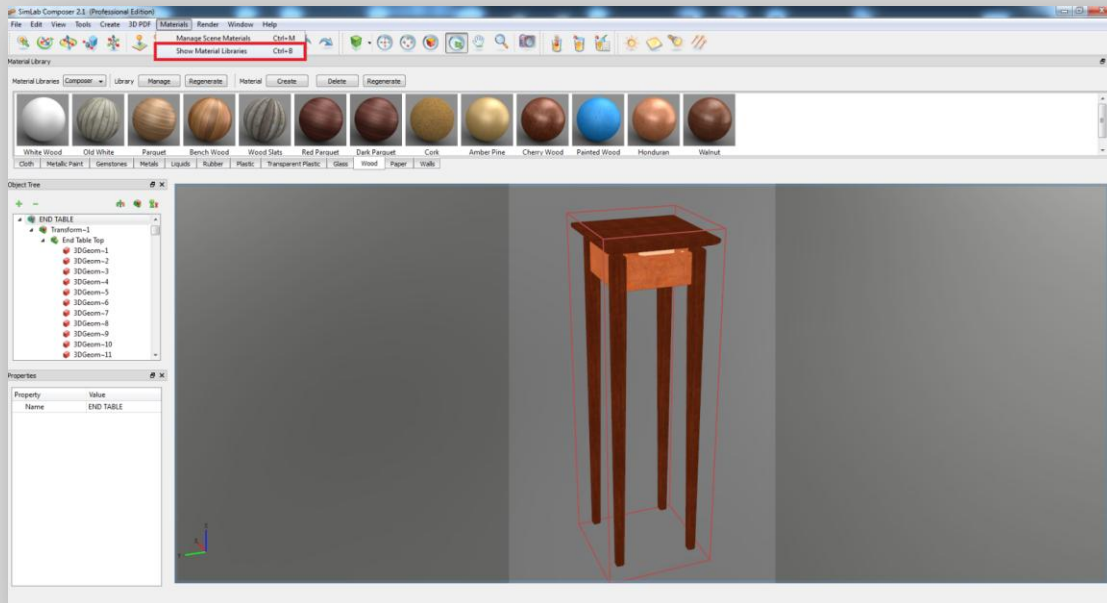 SimLab Composer 2.1 (Professional Edition)
File Edit View Tools Create 3D PDF Materials Render Window Help
Manage Scene Materials Ctrl+M
Show Material Libraries Ctrl+B
Material Library
Material Libraries Composer Library Manage Regenerate Material Create Delete Regenerate
White Wood Old White Parquet Bench Wood Wood Slats Red Parquet Dark Parquet Cork Amber Pine Cherry Wood Painted Wood Honduran Walnut
Cloth Metallic Paint Gemstones Metals Liquids Rubber Plastic Transparent Plastic Glass Wood Paper Walls
Object Tree
END TABLE
Transform~1
End Table Top
3DGeom~1
3DGeom~2
3DGeom~3
3DGeom~4
3DGeom~5
3DGeom~6
3DGeom~7
3DGeom~8
3DGeom~9
3DGeom~10
3DGeom~11
Properties
Property Value
Name END TABLE